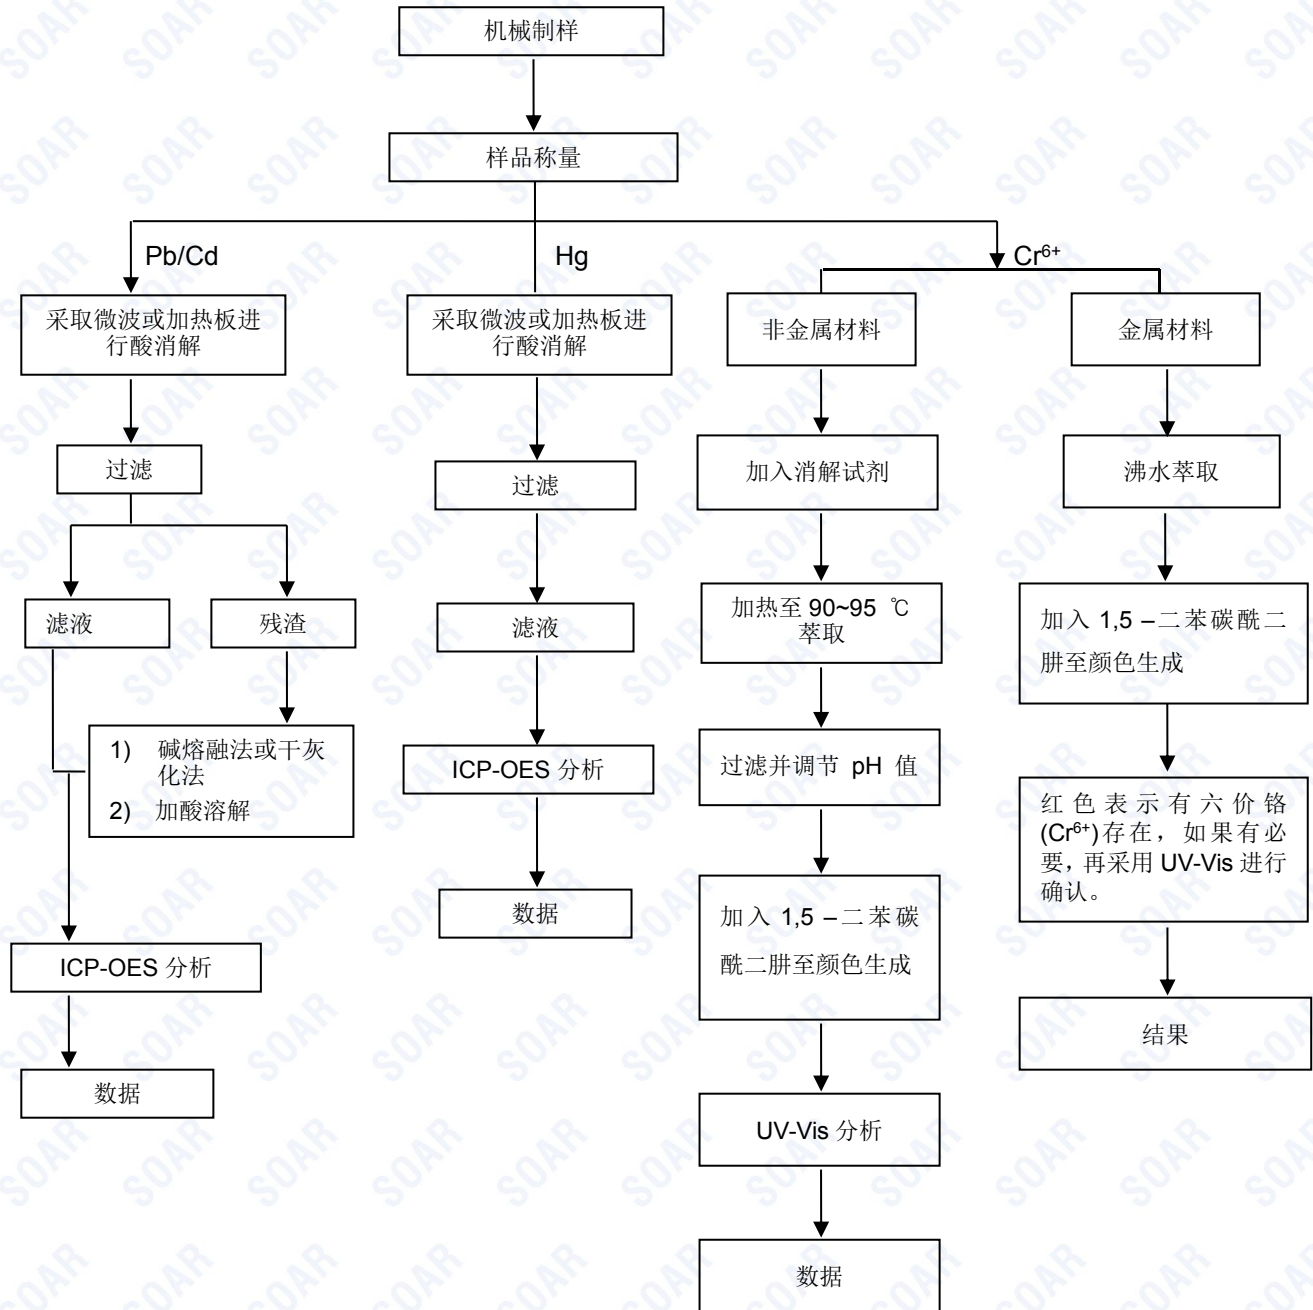 机械制样
样品称量
Pb/Cd
Hg
Cr⁶⁺
采取微波或加热板进
行酸消解
过滤
滤液
残渣
1) 碱熔融法或干灰
化法
2) 加酸溶解
ICP-OES 分析
数据
采取微波或加热板进
行酸消解
过滤
滤液
ICP-OES 分析
数据
非金属材料
加入消解试剂
加热至 90~95 ℃
萃取
过滤并调节 pH 值
加入 1,5 –二苯碳
酰二肼至颜色生成
UV-Vis 分析
数据
金属材料
沸水萃取
加入 1,5 –二苯碳酰二
肼至颜色生成
红色表示有六价铬
(Cr⁶⁺)存在，如果有必
要，再采用 UV-Vis 进行
确认。
结果
SOAR